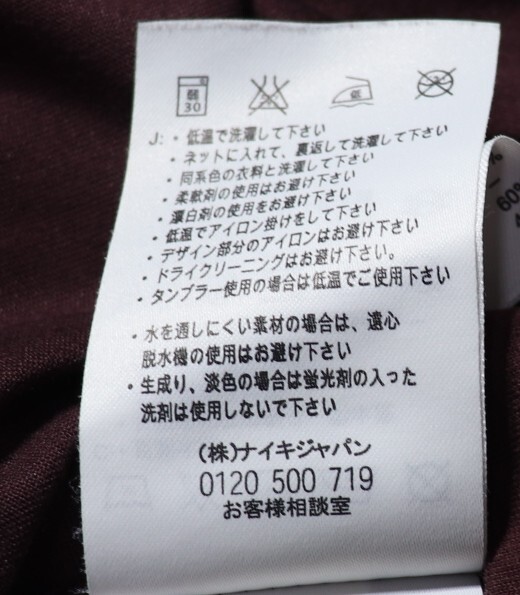 弱
30
低
J: ・低温で洗濯して下さい
・ネットに入れて、裏返して洗濯して下さい
・同系色の衣料と洗濯して下さい
・柔軟剤の使用はお避け下さい
・漂白剤の使用をお避け下さい
・低温でアイロン掛けをして下さい
・デザイン部分のアイロンはお避け下さい
・ドライクリーニングはお避け下さい。
・タンブラー使用の場合は低温でご使用下さい
・水を通しにくい素材の場合は、遠心
脱水機の使用はお避け下さい
・生成り、淡色の場合は蛍光剤の入った
洗剤は使用しないで下さい
(株)ナイキジャパン
0120 500 719
お客様相談室
60%